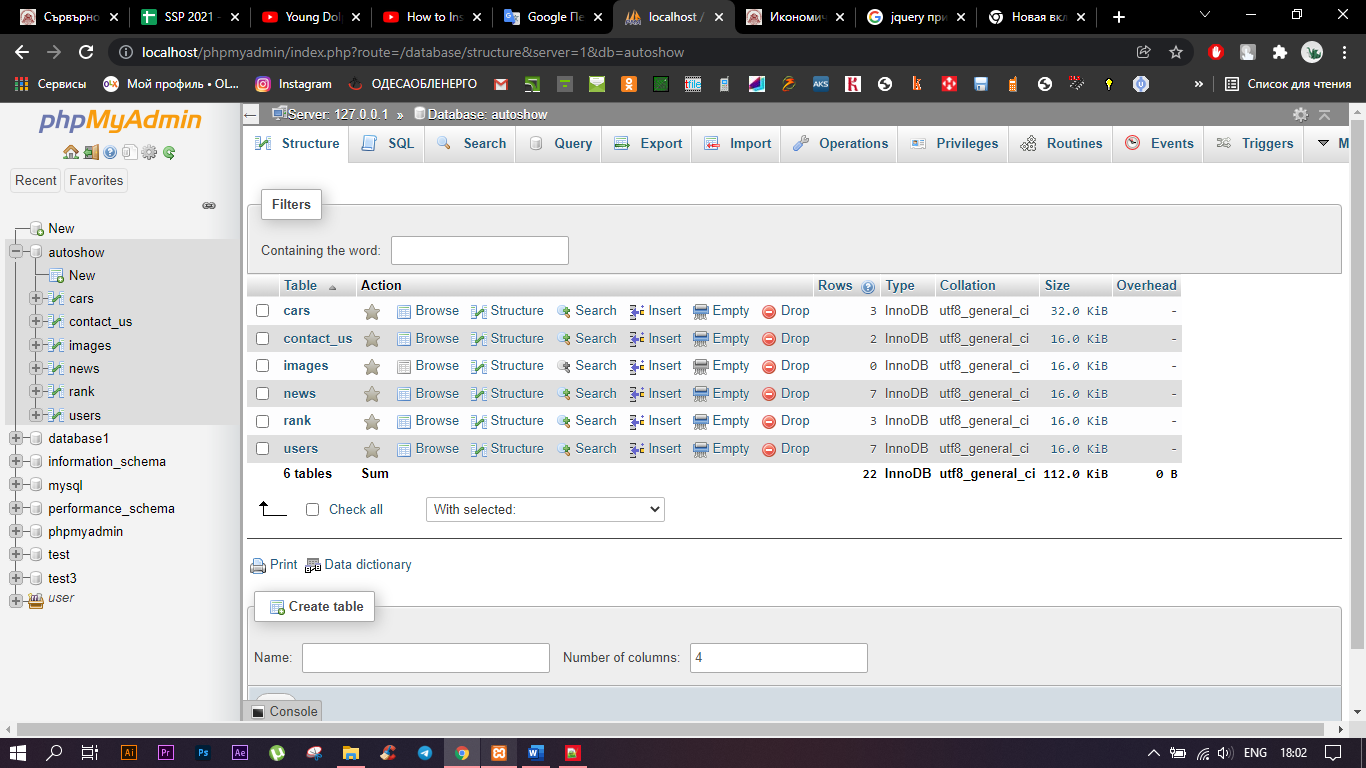 Сървърно
SSP 2021 -
Young Dol
How to Ins
Google Пе
localhost /
Икономич
jquery при
Новая вкл
localhost/phpmyadmin/index.php?route=/database/structure&server=1&db=autoshow
Сервисы
Мой профиль • OL...
Instagram
ОДЕСАОБЛЕНЕРГО
Список для чтения
phpMyAdmin
Recent
Favorites
New
autoshow
New
cars
contact_us
images
news
rank
users
database1
information_schema
mysql
performance_schema
phpmyadmin
test
test3
user
Server: 127.0.0.1 » Database: autoshow
Structure SQL Search Query Export Import Operations Privileges Routines Events Triggers M
Filters
Containing the word:
Table Action Rows Type Collation Size Overhead
cars Browse Structure Search Insert Empty Drop 3 InnoDB utf8_general_ci 32.0 KiB -
contact_us Browse Structure Search Insert Empty Drop 2 InnoDB utf8_general_ci 16.0 KiB -
images Browse Structure Search Insert Empty Drop 0 InnoDB utf8_general_ci 16.0 KiB -
news Browse Structure Search Insert Empty Drop 7 InnoDB utf8_general_ci 16.0 KiB -
rank Browse Structure Search Insert Empty Drop 3 InnoDB utf8_general_ci 16.0 KiB -
users Browse Structure Search Insert Empty Drop 7 InnoDB utf8_general_ci 16.0 KiB -
6 tables Sum 22 InnoDB utf8_general_ci 112.0 KiB 0 B
Check all
With selected:
Print
Data dictionary
Create table
Name:
Number of columns: 4
Console
Ai
Pr
Ps
Ae
ENG
18:02